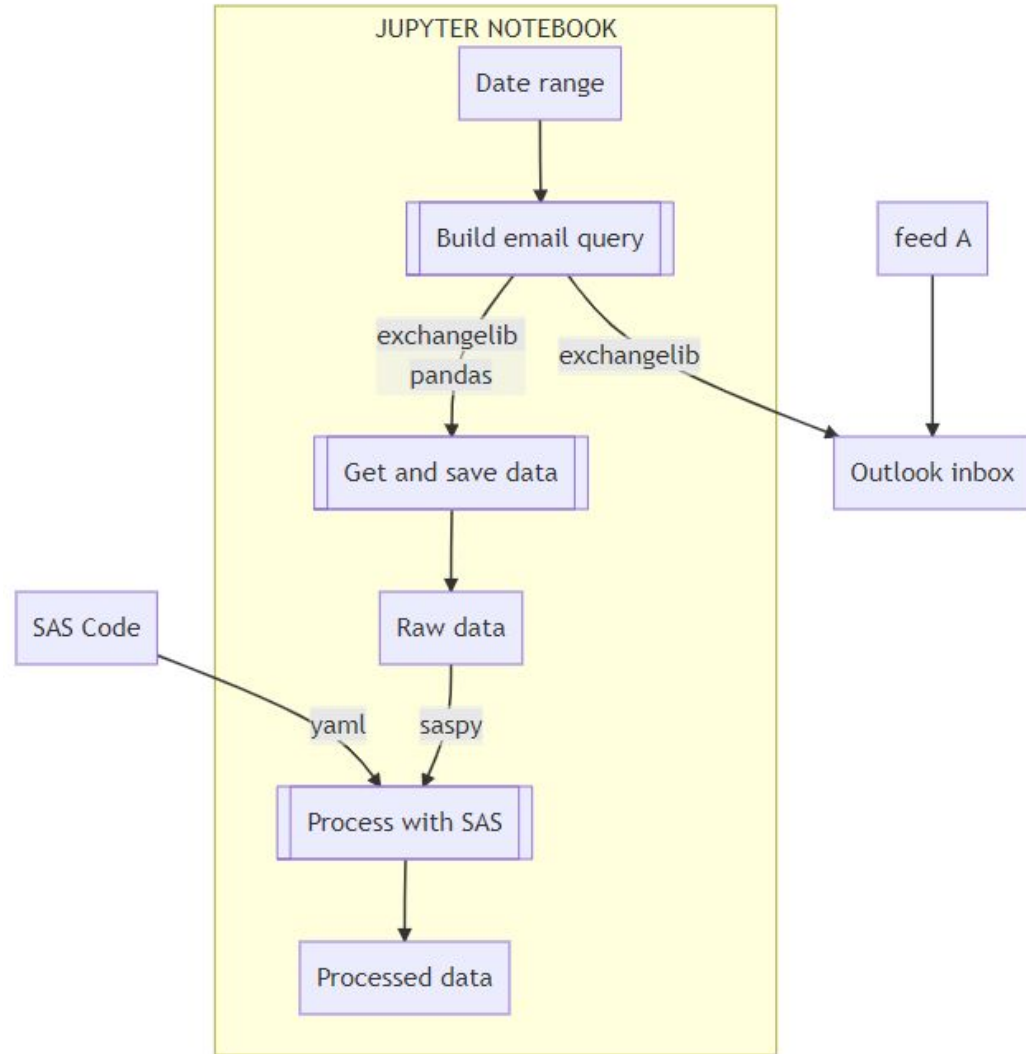 JUPYTER NOTEBOOK
Date range
Build email query
feed A
exchangelib
pandas
exchangelib
Get and save data
Outlook inbox
SAS Code
Raw data
yaml
saspy
Process with SAS
Processed data